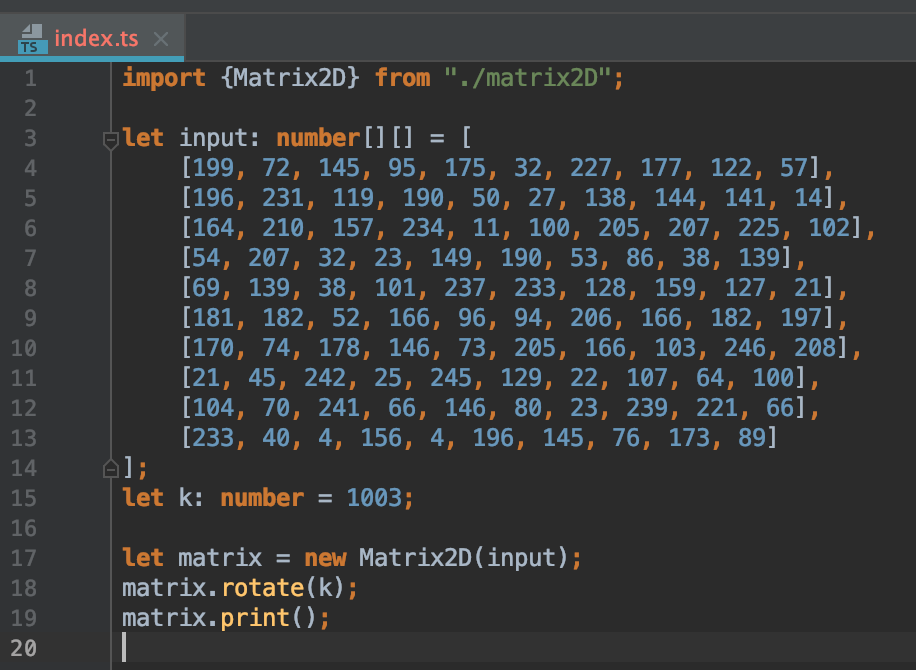 TS index.ts
1 import {Matrix2D} from "./matrix2D";
2
3 let input: number[][] = [
4     [199, 72, 145, 95, 175, 32, 227, 177, 122, 57],
5     [196, 231, 119, 190, 50, 27, 138, 144, 141, 14],
6     [164, 210, 157, 234, 11, 100, 205, 207, 225, 102],
7     [54, 207, 32, 23, 149, 190, 53, 86, 38, 139],
8     [69, 139, 38, 101, 237, 233, 128, 159, 127, 21],
9     [181, 182, 52, 166, 96, 94, 206, 166, 182, 197],
10     [170, 74, 178, 146, 73, 205, 166, 103, 246, 208],
11     [21, 45, 242, 25, 245, 129, 22, 107, 64, 100],
12     [104, 70, 241, 66, 146, 80, 23, 239, 221, 66],
13     [233, 40, 4, 156, 4, 196, 145, 76, 173, 89]
14 ];
15 let k: number = 1003;
16
17 let matrix = new Matrix2D(input);
18 matrix.rotate(k);
19 matrix.print();
20